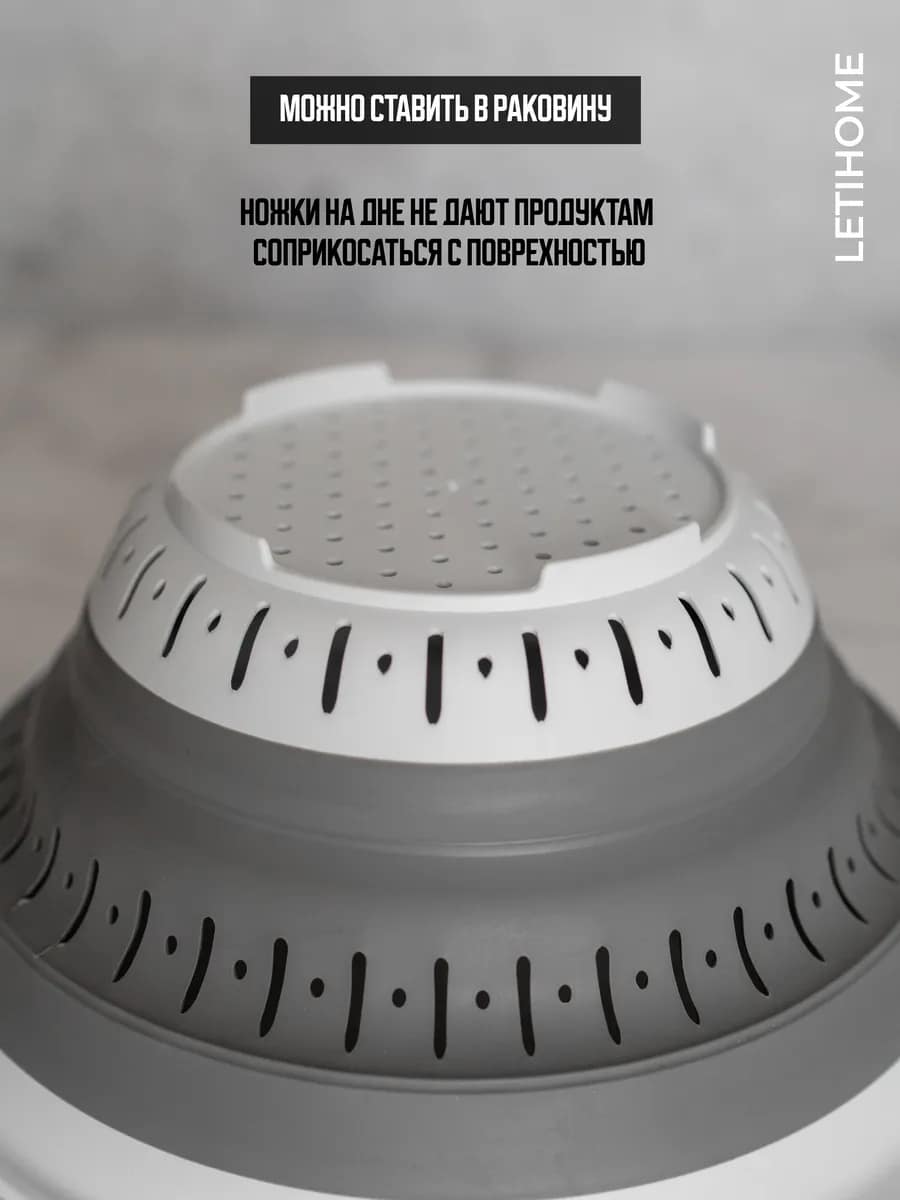 МОЖНО СТАВИТЬ В РАКОВИНУ
НОЖКИ НА ДНЕ НЕ ДАЮТ ПРОДУКТАМ
СОПРИКОСАТЬСЯ С ПОВРЕХНОСТЬЮ
LETIHOME